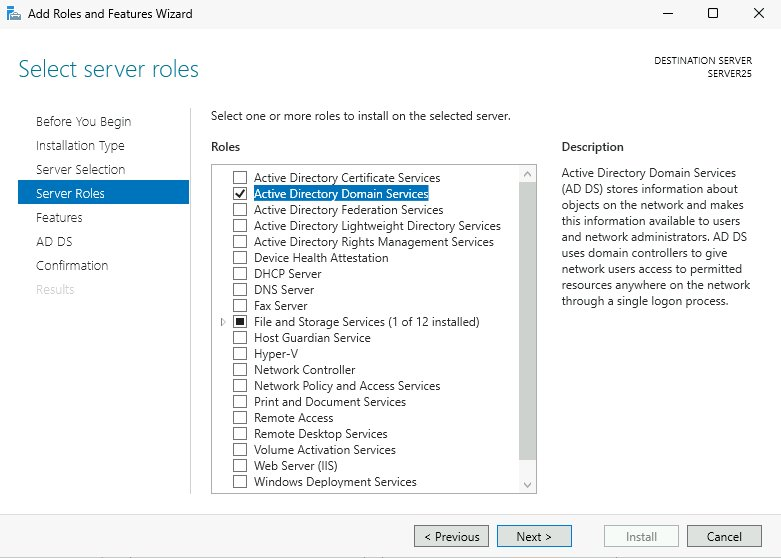 Add Roles and Features Wizard
Select server roles
DESTINATION SERVER
SERVER25
Before You Begin
Installation Type
Server Selection
Server Roles
Features
AD DS
Confirmation
Results
Select one or more roles to install on the selected server.
Roles
Active Directory Certificate Services
Active Directory Domain Services
Active Directory Federation Services
Active Directory Lightweight Directory Services
Active Directory Rights Management Services
Device Health Attestation
DHCP Server
DNS Server
Fax Server
File and Storage Services (1 of 12 installed)
Host Guardian Service
Hyper-V
Network Controller
Network Policy and Access Services
Print and Document Services
Remote Access
Remote Desktop Services
Volume Activation Services
Web Server (IIS)
Windows Deployment Services
Description
Active Directory Domain Services
(AD DS) stores information about
objects on the network and makes
this information available to users
and network administrators. AD DS
uses domain controllers to give
network users access to permitted
resources anywhere on the network
through a single logon process.
< Previous
Next >
Install
Cancel